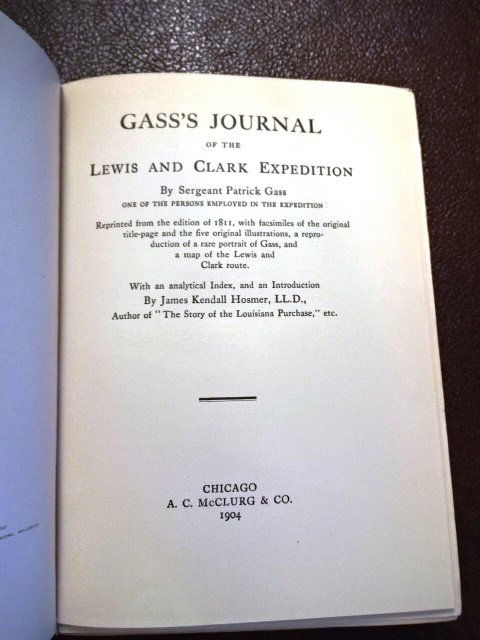 GASS'S JOURNAL
OF THE
LEWIS AND CLARK EXPEDITION
By Sergeant Patrick Gass
ONE OF THE PERSONS EMPLOYED IN THE EXPEDITION
Reprinted from the edition of 1811, with facsimiles of the original
title-page and the five original illustrations, a repro-
duction of a rare portrait of Gass, and
a map of the Lewis and
Clark route.
With an analytical Index, and an Introduction
By James Kendall Hosmer, LL.D.,
Author of "The Story of the Louisiana Purchase," etc.
CHICAGO
A. C. McCLURG & CO.
1904